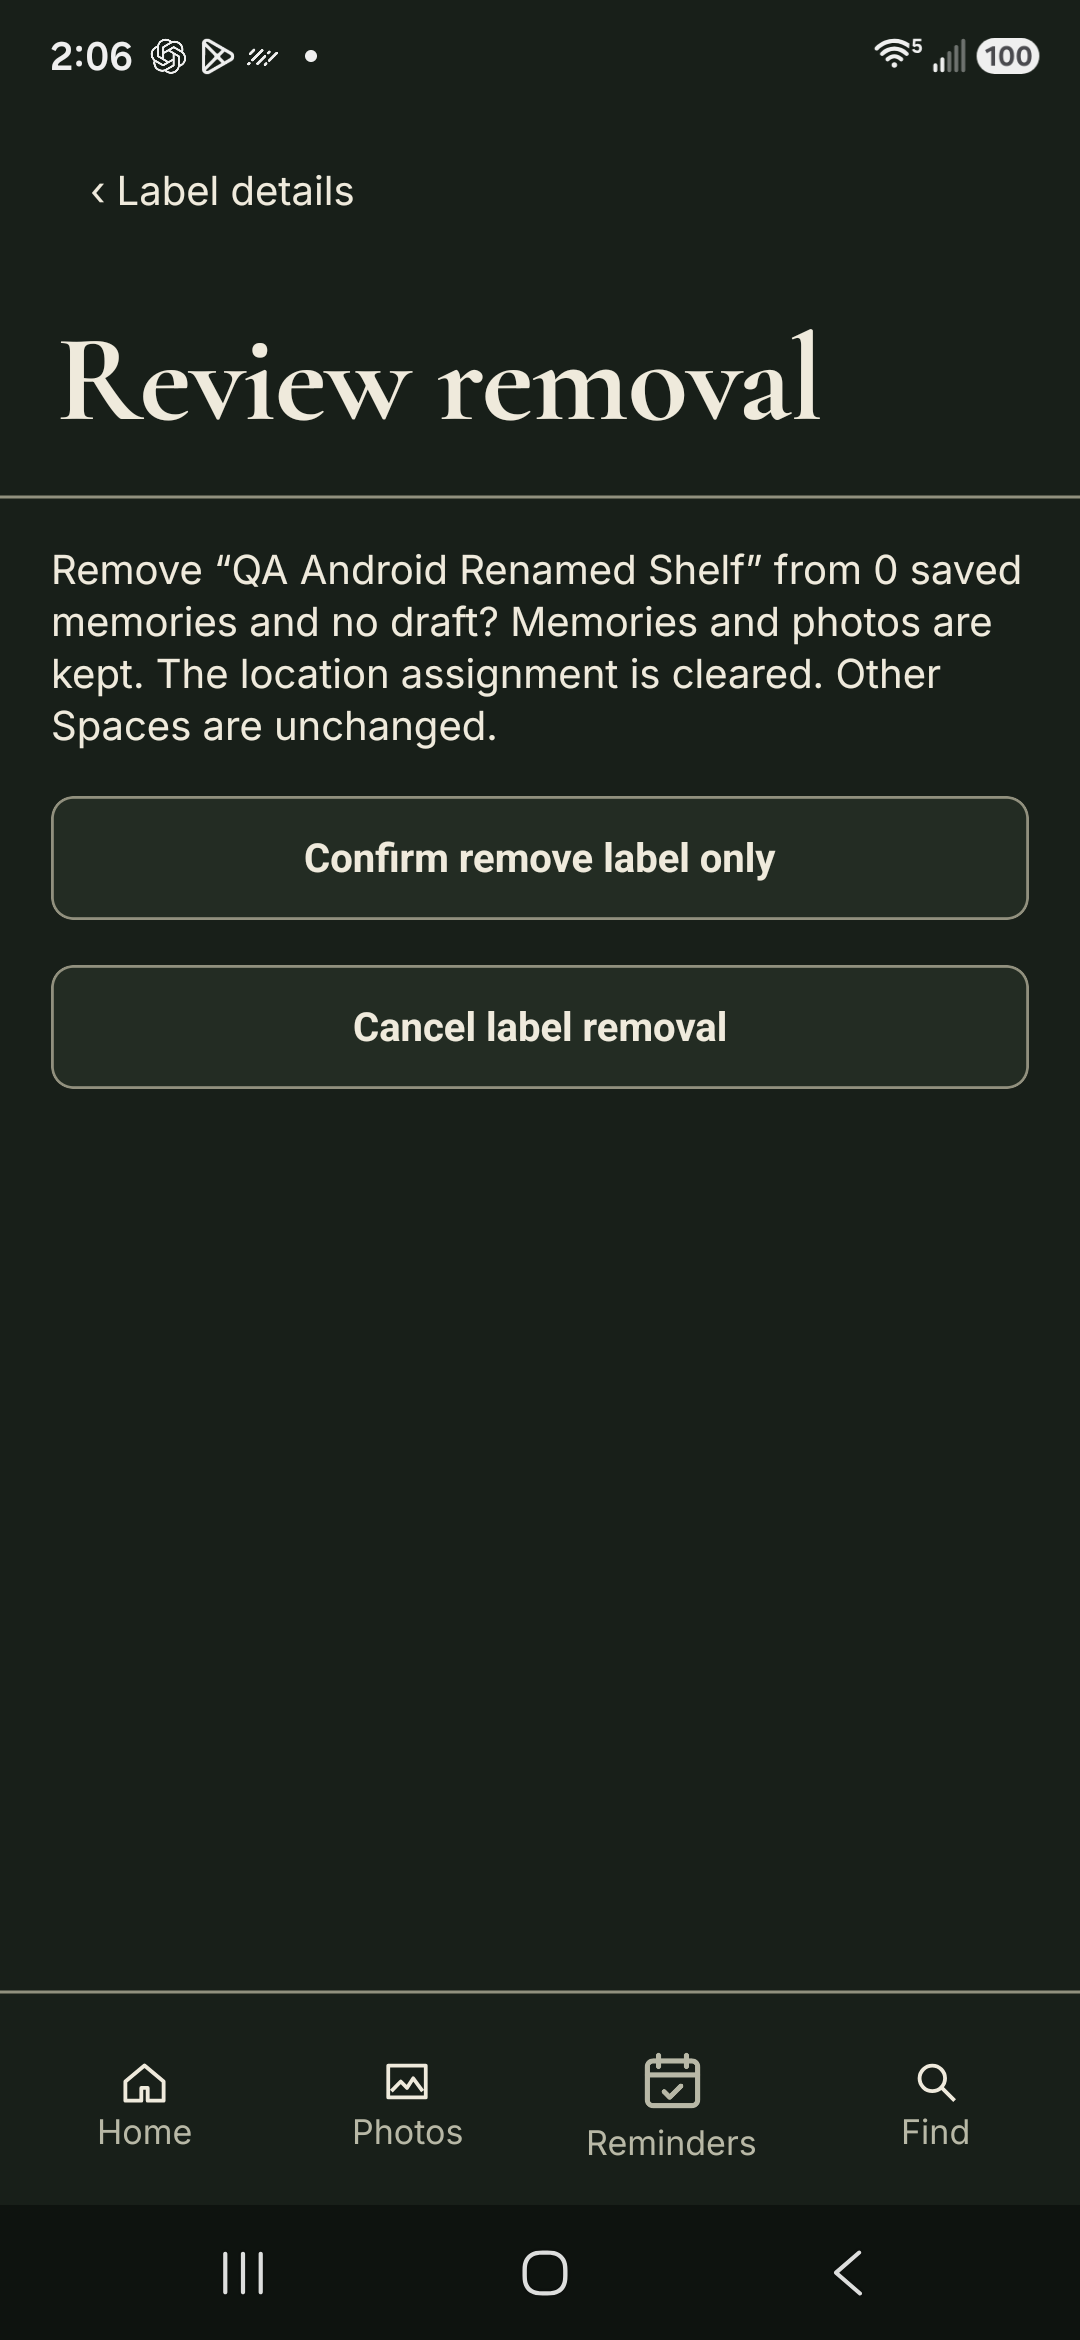 2:06
5
100
‹ Label details
Review removal
Remove “QA Android Renamed Shelf” from 0 saved
memories and no draft? Memories and photos are
kept. The location assignment is cleared. Other
Spaces are unchanged.
Confirm remove label only
Cancel label removal
Home
Photos
Reminders
Find